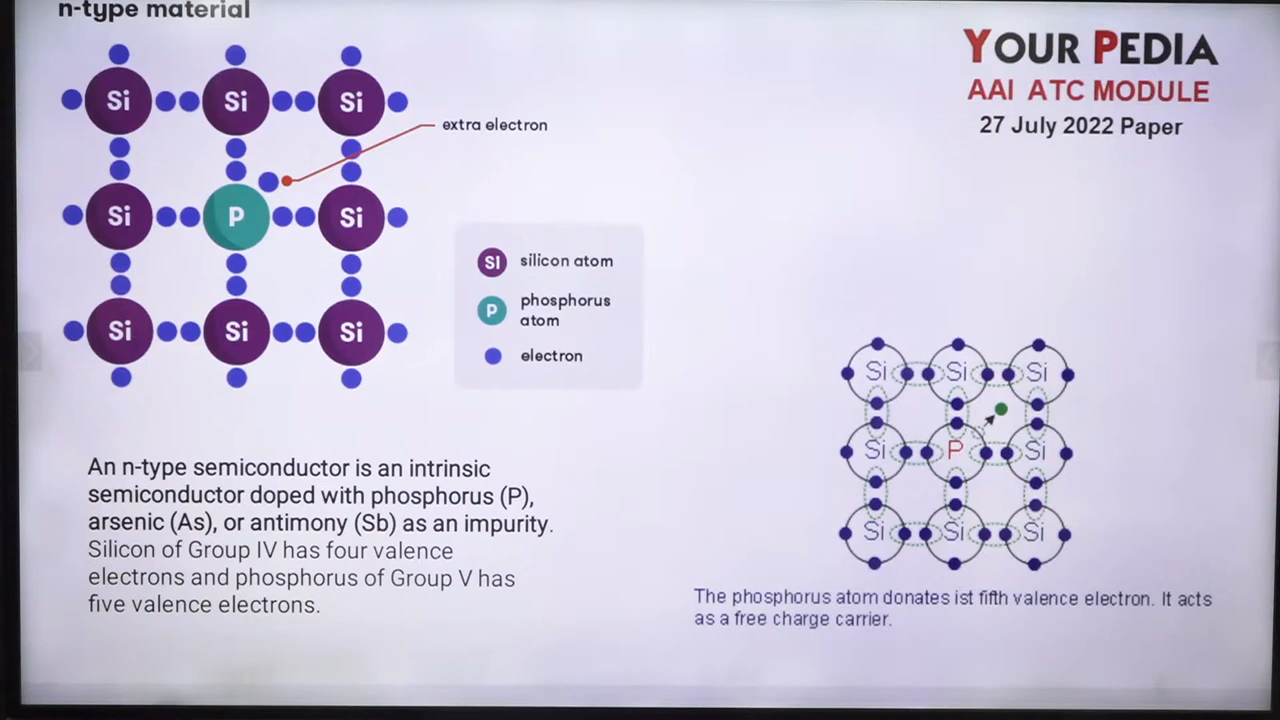 n-type material
YOUR PEDIA
AAI ATC MODULE
27 July 2022 Paper
Si Si Si
extra electron
Si P Si
Si Si Si
SI silicon atom
P phosphorus
atom
electron
An n-type semiconductor is an intrinsic
semiconductor doped with phosphorus (P),
arsenic (As), or antimony (Sb) as an impurity.
Silicon of Group IV has four valence
electrons and phosphorus of Group V has
five valence electrons.
Si Si Si
Si P Si
Si Si Si
The phosphorus atom donates ist fifth valence electron. It acts
as a free charge carrier.